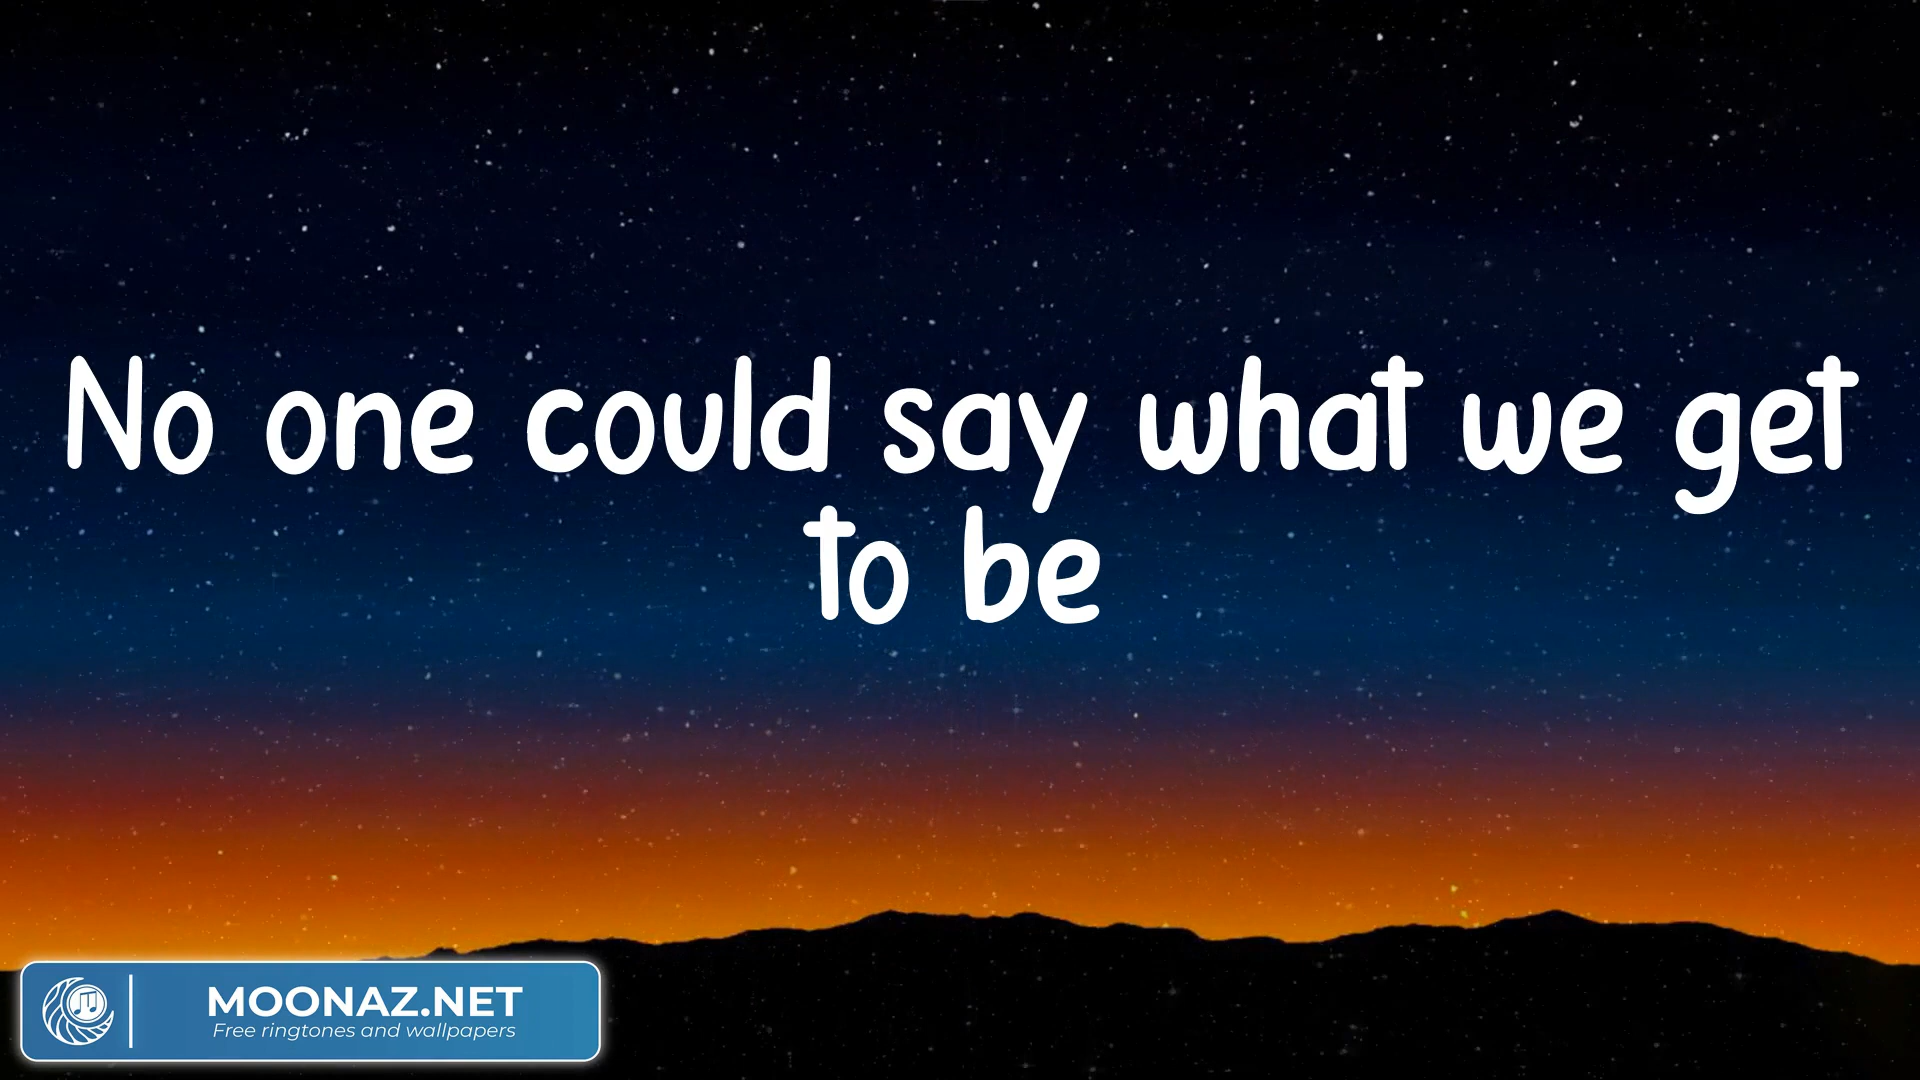 No one could say what we get
to be
MOONAZ.NET
Free ringtones and wallpapers